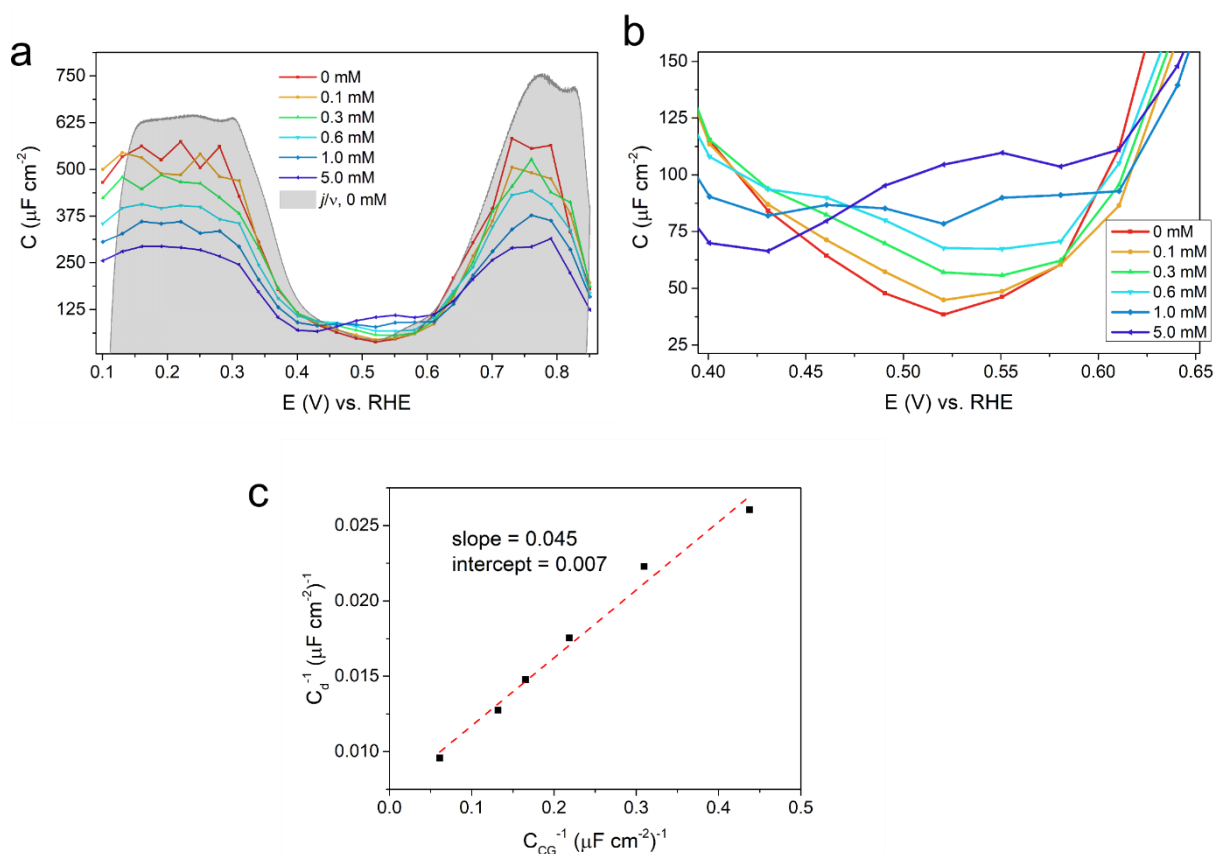 a
C (μF cm⁻²)
750
625
500
375
250
125
0.1 0.2 0.3 0.4 0.5 0.6 0.7 0.8
E (V) vs. RHE
0 mM
0.1 mM
0.3 mM
0.6 mM
1.0 mM
5.0 mM
j/ν, 0 mM
b
C (μF cm⁻²)
150
125
100
75
50
25
0.40 0.45 0.50 0.55 0.60 0.65
E (V) vs. RHE
0 mM
0.1 mM
0.3 mM
0.6 mM
1.0 mM
5.0 mM
c
C_d⁻¹ (μF cm⁻²)⁻¹
0.025
0.020
0.015
0.010
slope = 0.045
intercept = 0.007
0.0 0.1 0.2 0.3 0.4 0.5
C_CG⁻¹ (μF cm⁻²)⁻¹